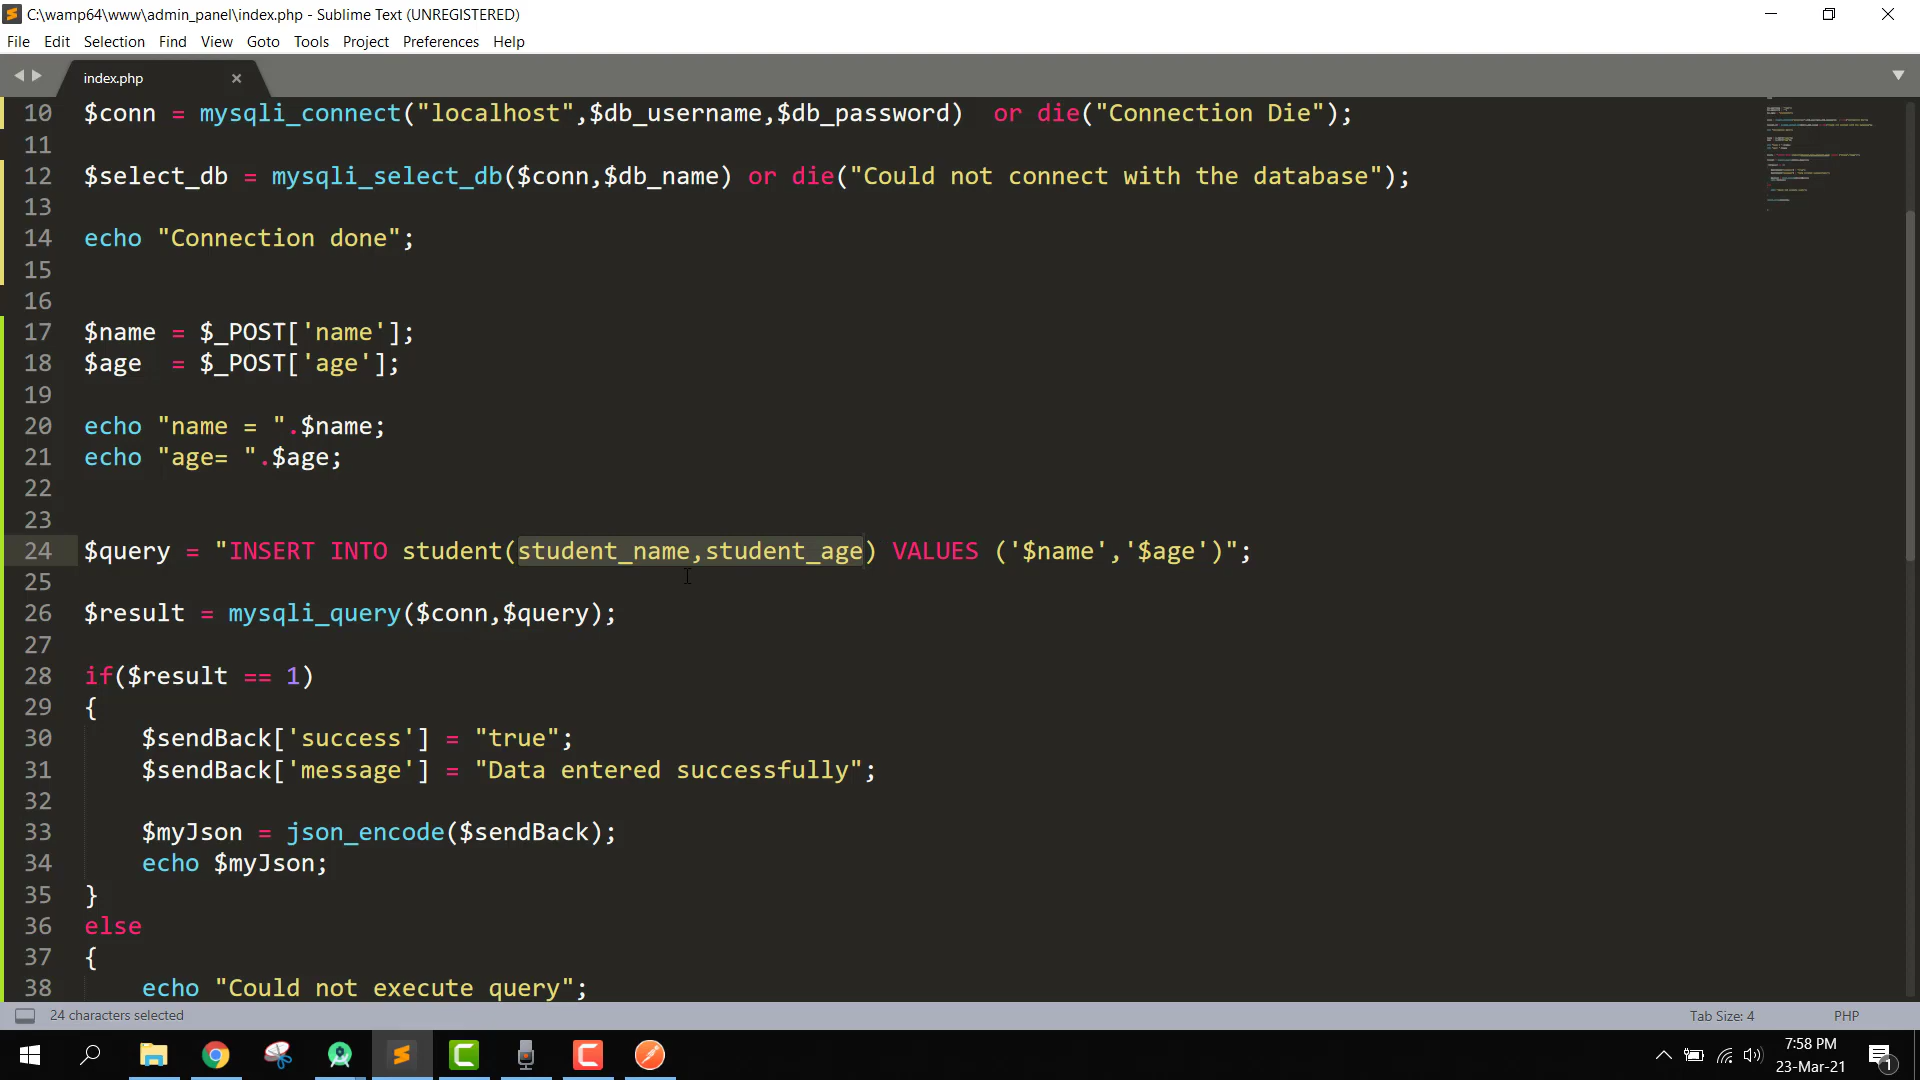 C:\wamp64\www\admin_panel\index.php - Sublime Text (UNREGISTERED)
File Edit Selection Find View Goto Tools Project Preferences Help
index.php
10 $conn = mysqli_connect("localhost",$db_username,$db_password)  or die("Connection Die");
11
12 $select_db = mysqli_select_db($conn,$db_name) or die("Could not connect with the database");
13
14 echo "Connection done";
15
16
17 $name = $_POST['name'];
18 $age  = $_POST['age'];
19
20 echo "name = ".$name;
21 echo "age= ".$age;
22
23
24 $query = "INSERT INTO student(student_name,student_age) VALUES ('$name','$age')";
25
26 $result = mysqli_query($conn,$query);
27
28 if($result == 1)
29 {
30     $sendBack['success'] = "true";
31     $sendBack['message'] = "Data entered successfully";
32
33     $myJson = json_encode($sendBack);
34     echo $myJson;
35 }
36 else
37 {
38     echo "Could not execute query";
24 characters selected
Tab Size: 4
PHP
7:58 PM
23-Mar-21
1